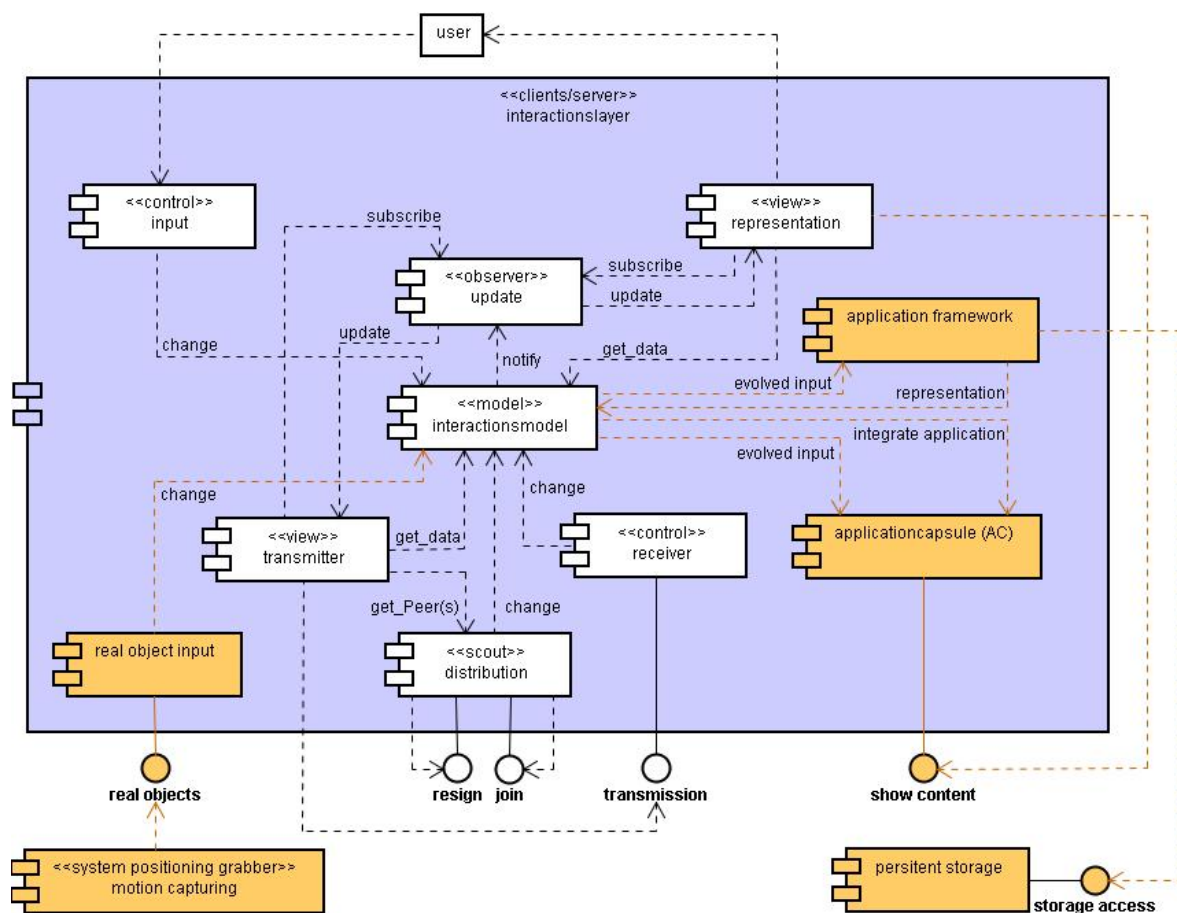 user
<<clients/server>>
interactionslayer
<<control>>
input
subscribe
<<view>>
representation
<<observer>>
update
subscribe
update
application framework
update
change
notify
get_data
evolved input
representation
<<model>>
interactionsmodel
integrate application
evolved input
change
change
<<view>>
transmitter
get_data
<<control>>
receiver
applicationcapsule (AC)
get_Peer(s)
change
real object input
<<scout>>
distribution
real objects
resign
join
transmission
show content
<<system positioning grabber>>
motion capturing
persitent storage
storage access